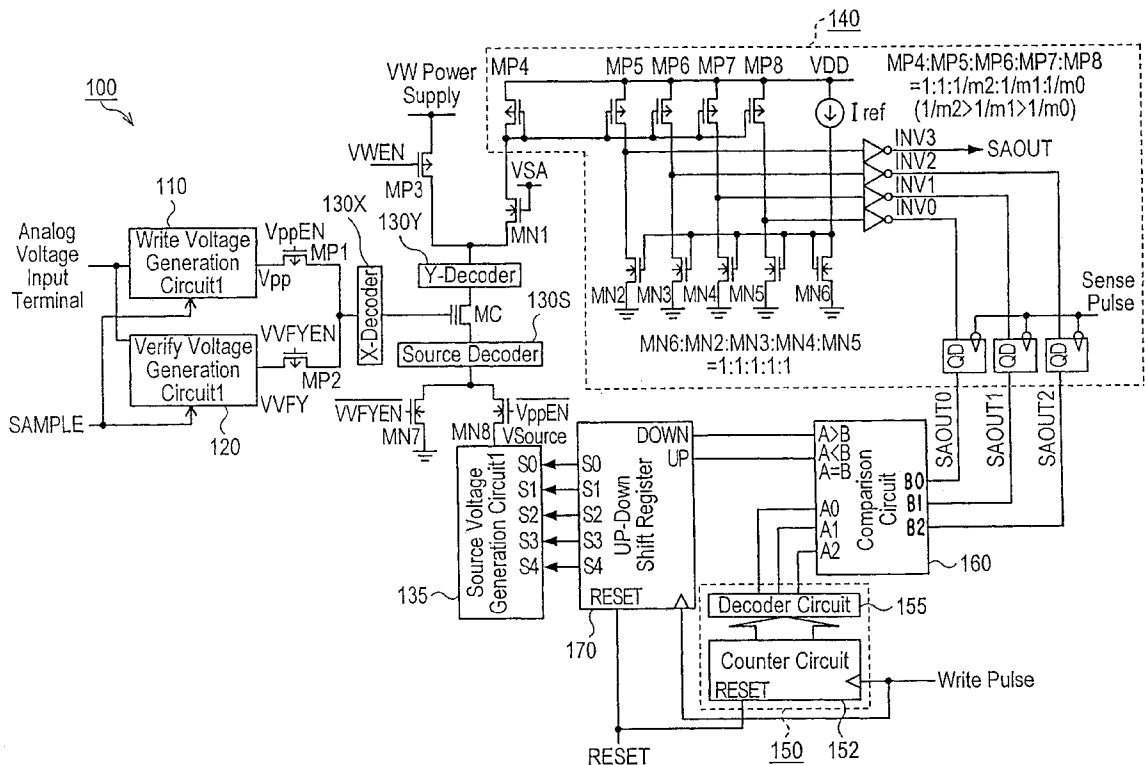 100
140
MP4 MP5 MP6 MP7 MP8 VDD
MP4:MP5:MP6:MP7:MP8
=1:1:1/m2:1/m1:1/m0
(1/m2>1/m1>1/m0)
VW Power
Supply
I ref
VWEN
MP3
VSA
MN1
INV3
SAOUT
INV2
INV1
INV0
110
130X
130Y
Analog
Voltage
Input
Terminal
Write Voltage
Generation
Circuit1
VppEN
MP1
Vpp
X-Decoder
Y-Decoder
MC
130S
MN2
MN3
MN4
MN5
MN6
Sense
Pulse
Verify Voltage
Generation
Circuit1
VVFYEN
MP2
VVFY
Source Decoder
MN6:MN2:MN3:MN4:MN5
=1:1:1:1:1
QD
QD
QD
SAMPLE
120
VVFYEN
MN7
VppEN
MN8
VSource
SAOUT0
SAOUT1
SAOUT2
Source Voltage
Generation Circuit1
S0
S1
S2
S3
S4
135
S0
S1
S2
S3
S4
UP-Down
Shift Register
DOWN
UP
RESET
170
A>B
A<B
A=B
A0
A1
A2
Comparison
Circuit
B0
B1
B2
160
Decoder Circuit
155
Counter Circuit
RESET
Write Pulse
RESET
150
152